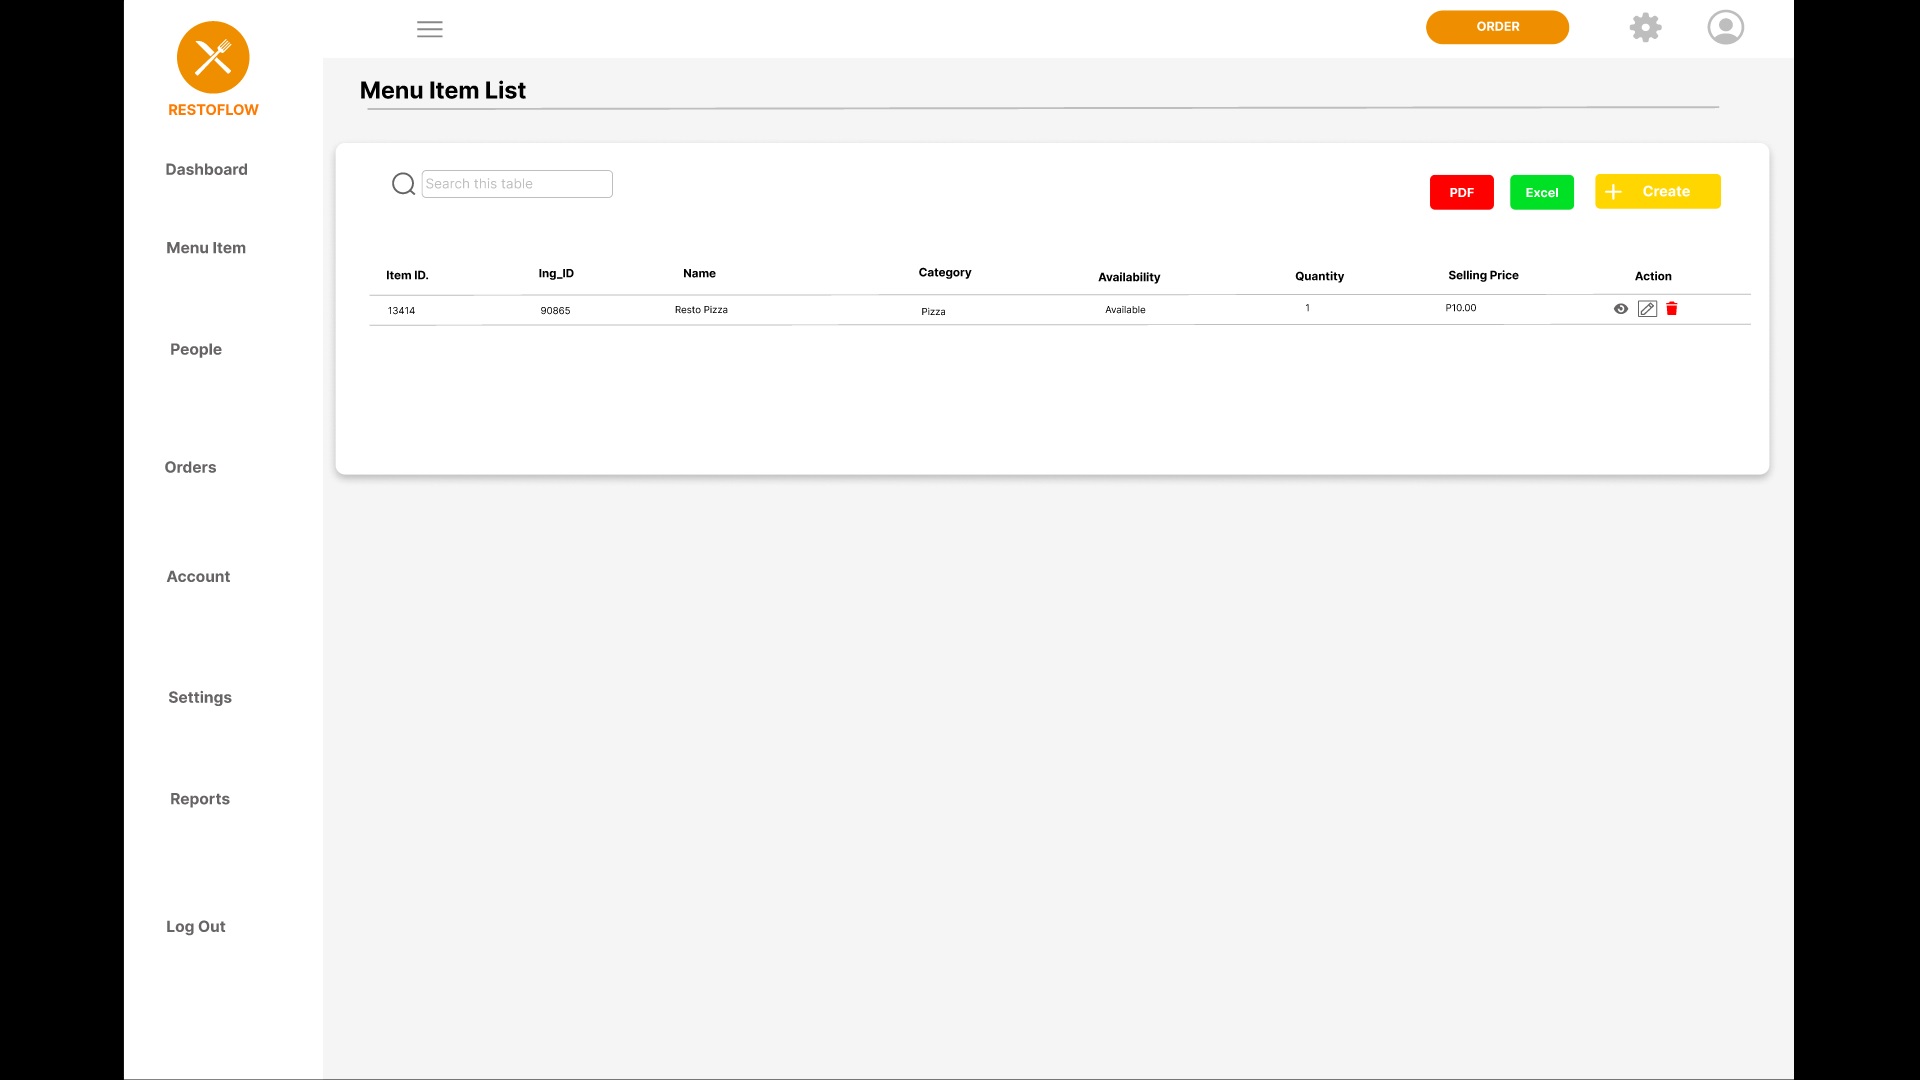 RESTOFLOW
Dashboard
Menu Item
People
Orders
Account
Settings
Reports
Log Out
ORDER
Menu Item List
Search this table
PDF
Excel
Create
Item ID. Ing_ID Name Category Availability Quantity Selling Price Action
13414 90865 Resto Pizza Pizza Available 1 P10.00